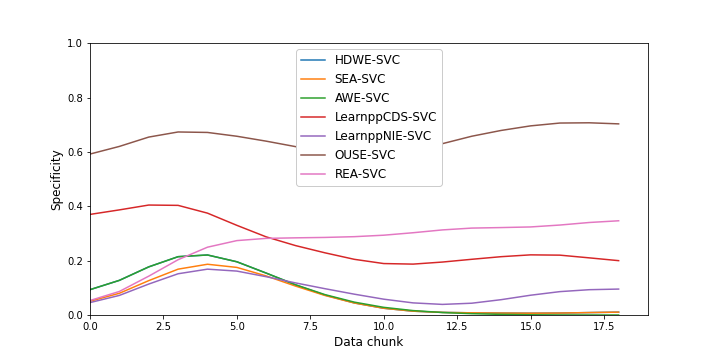 1.0
0.8
0.6
0.4
0.2
0.0
Specificity
HDWE-SVC
SEA-SVC
AWE-SVC
LearnppCDS-SVC
LearnppNIE-SVC
OUSE-SVC
REA-SVC
0.0 2.5 5.0 7.5 10.0 12.5 15.0 17.5
Data chunk